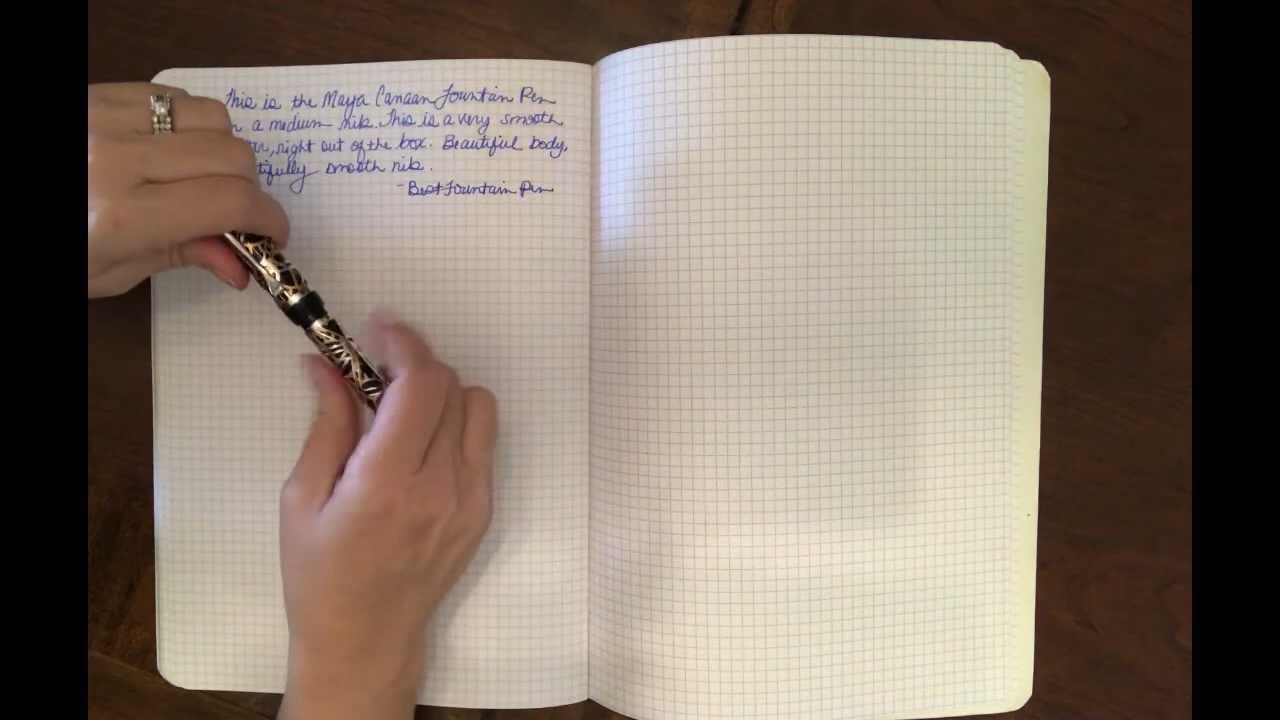 This is the Maya Canaan Fountain Pen
a medium nib. This is a very smooth
right out of the box. Beautiful body,
smooth nib.
- Best Fountain Pen